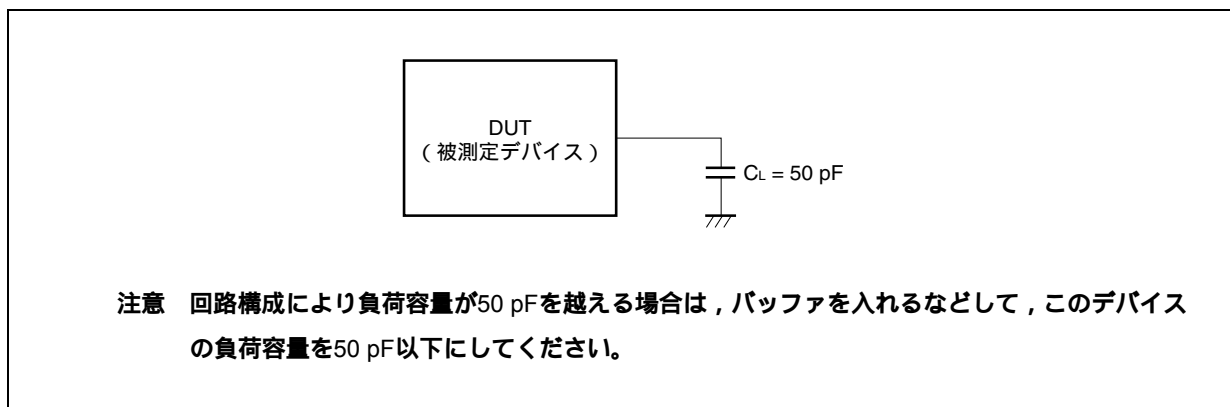 DUT
（被測定デバイス）
CL = 50 pF
注意　回路構成により負荷容量が50 pFを越える場合は，バッファを入れるなどして，このデバイス
の負荷容量を50 pF以下にしてください。